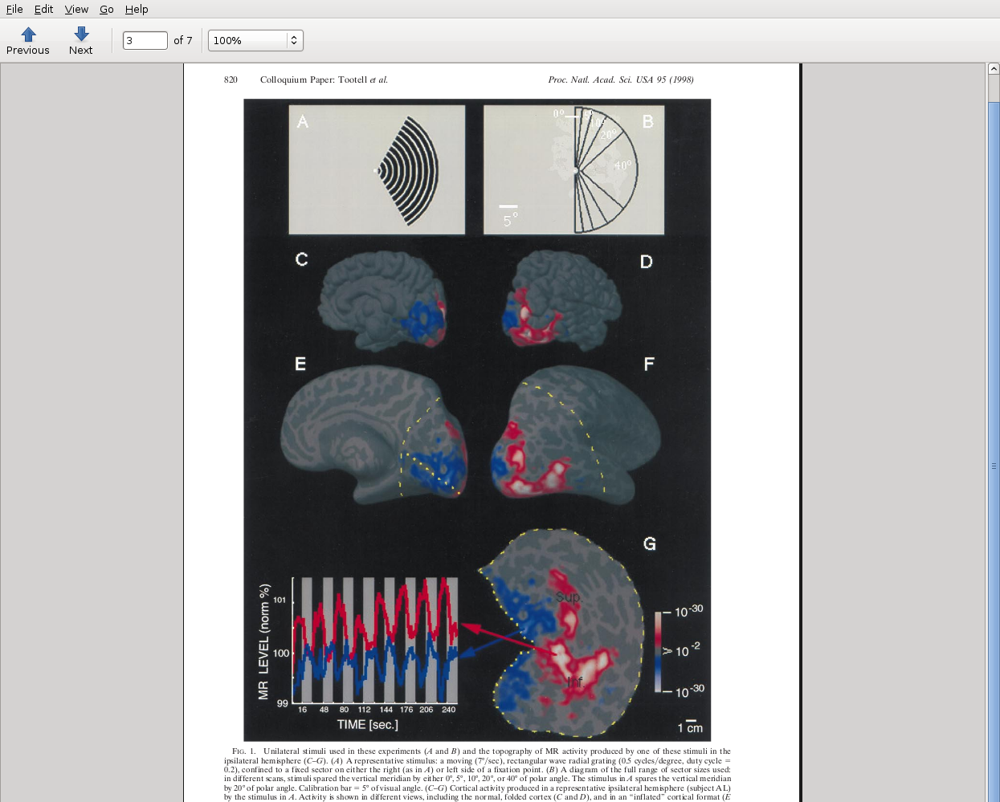 File Edit View Go Help
Previous Next 3 of 7 100%
820 Colloquium Paper: Tootell et al. Proc. Natl. Acad. Sci. USA 95 (1998)
A
B
0° 5° 10°
20°
40°
5°
C
D
E
F
G
Sup.
Inf.
MR LEVEL (norm %)
101
100
99
16 48 80 112 144 176 206 240
TIME [sec.]
10-30
10-2
10-30
1 cm
FIG. 1. Unilateral stimuli used in these experiments (A and B) and the topography of MR activity produced by one of these stimuli in the
ipsilateral hemisphere (C–G). (A) A representative stimulus: a moving (7°/sec), rectangular wave radial grating (0.5 cycles/degree, duty cycle =
0.2), confined to a fixed sector on either the right (as in A) or left side of a fixation point. (B) A diagram of the full range of sector sizes used:
in different scans, stimuli spared the vertical meridian by either 0°, 5°, 10°, 20°, or 40° of polar angle. The stimulus in A spares the vertical meridian
by 20° of polar angle. Calibration bar = 5° of visual angle. (C–G) Cortical activity produced in a representative ipsilateral hemisphere (subject AL)
by the stimulus in A. Activity is shown in different views, including the normal, folded cortex (C and D), and in an “inflated” cortical format (E